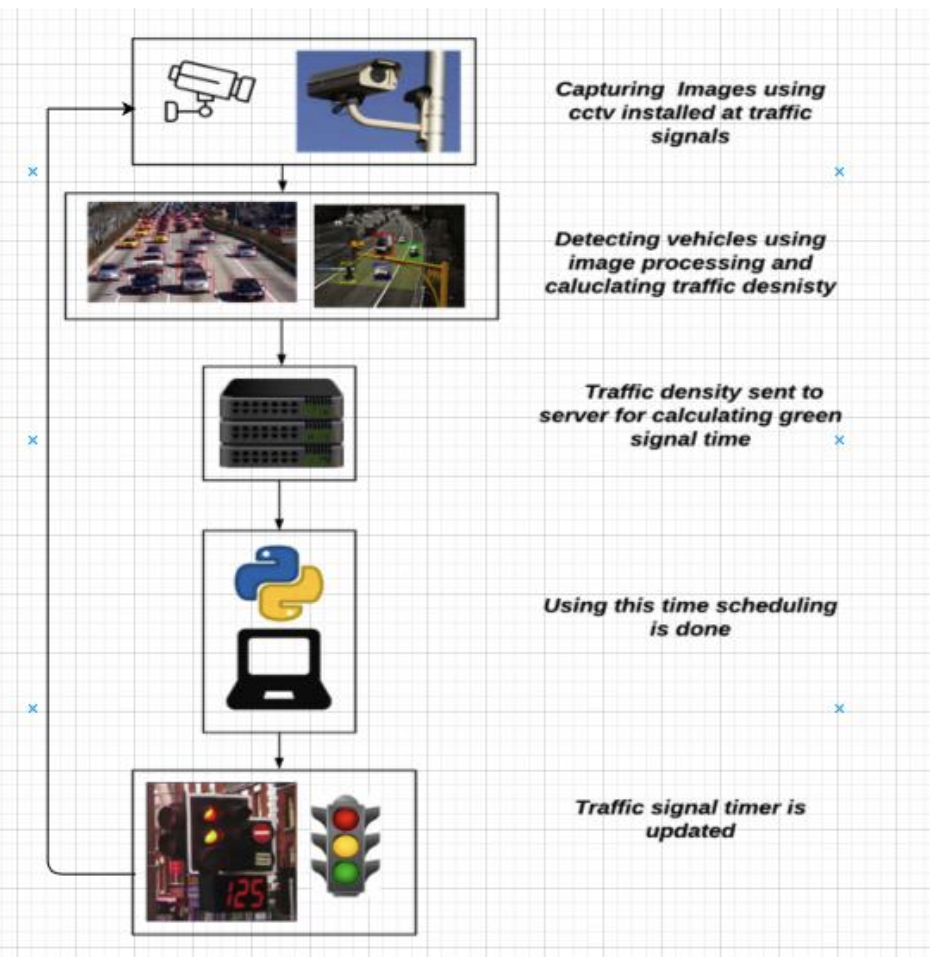 Capturing Images using
cctv installed at traffic
signals
Detecting vehicles using
image processing and
caluclating traffic desnisty
Traffic density sent to
server for calculating green
signal time
Using this time scheduling
is done
125
Traffic signal timer is
updated